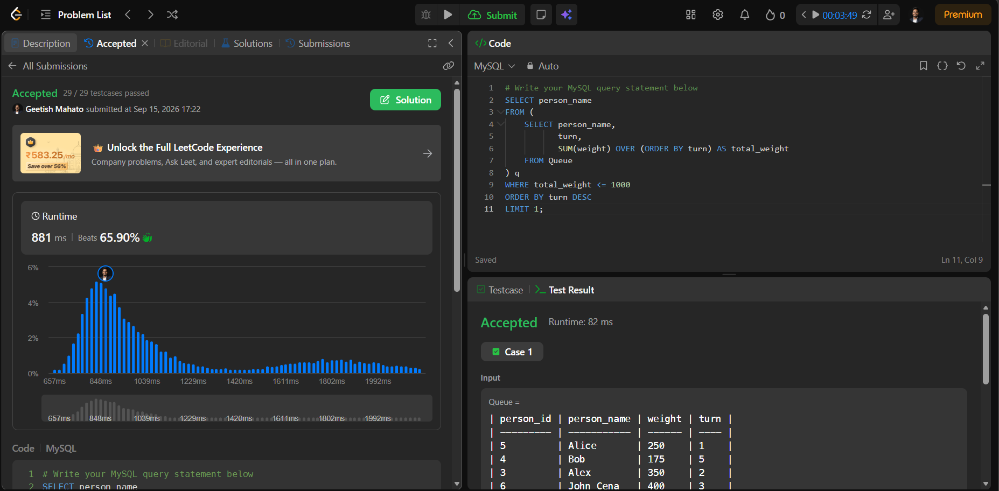 Problem List
Submit
0
00:03:49
Premium
Description
Accepted
Editorial
Solutions
Submissions
All Submissions
Accepted 29 / 29 testcases passed
Geetish Mahato submitted at Sep 15, 2026 17:22
Solution
₹583.25/mo
Save over 56%
Unlock the Full LeetCode Experience
Company problems, Ask Leet, and expert editorials — all in one plan.
Runtime
881 ms | Beats 65.90%
6%
4%
2%
0%
657ms 848ms 1039ms 1229ms 1420ms 1611ms 1802ms 1992ms
657ms 848ms 1039ms 1229ms 1420ms 1611ms 1802ms 1992ms
Code | MySQL
1 # Write your MySQL query statement below
2 SELECT person_name
</> Code
MySQL
Auto
1 # Write your MySQL query statement below
2 SELECT person_name
3 FROM (
4 SELECT person_name,
5 turn,
6 SUM(weight) OVER (ORDER BY turn) AS total_weight
7 FROM Queue
8 ) q
9 WHERE total_weight <= 1000
10 ORDER BY turn DESC
11 LIMIT 1;
Saved
Ln 11, Col 9
Testcase
Test Result
Accepted Runtime: 82 ms
Case 1
Input
Queue =
| person_id | person_name | weight | turn |
| --------- | ----------- | ------ | ---- |
| 5 | Alice | 250 | 1 |
| 4 | Bob | 175 | 5 |
| 3 | Alex | 350 | 2 |
| 6 | John Cena | 400 | 3 |